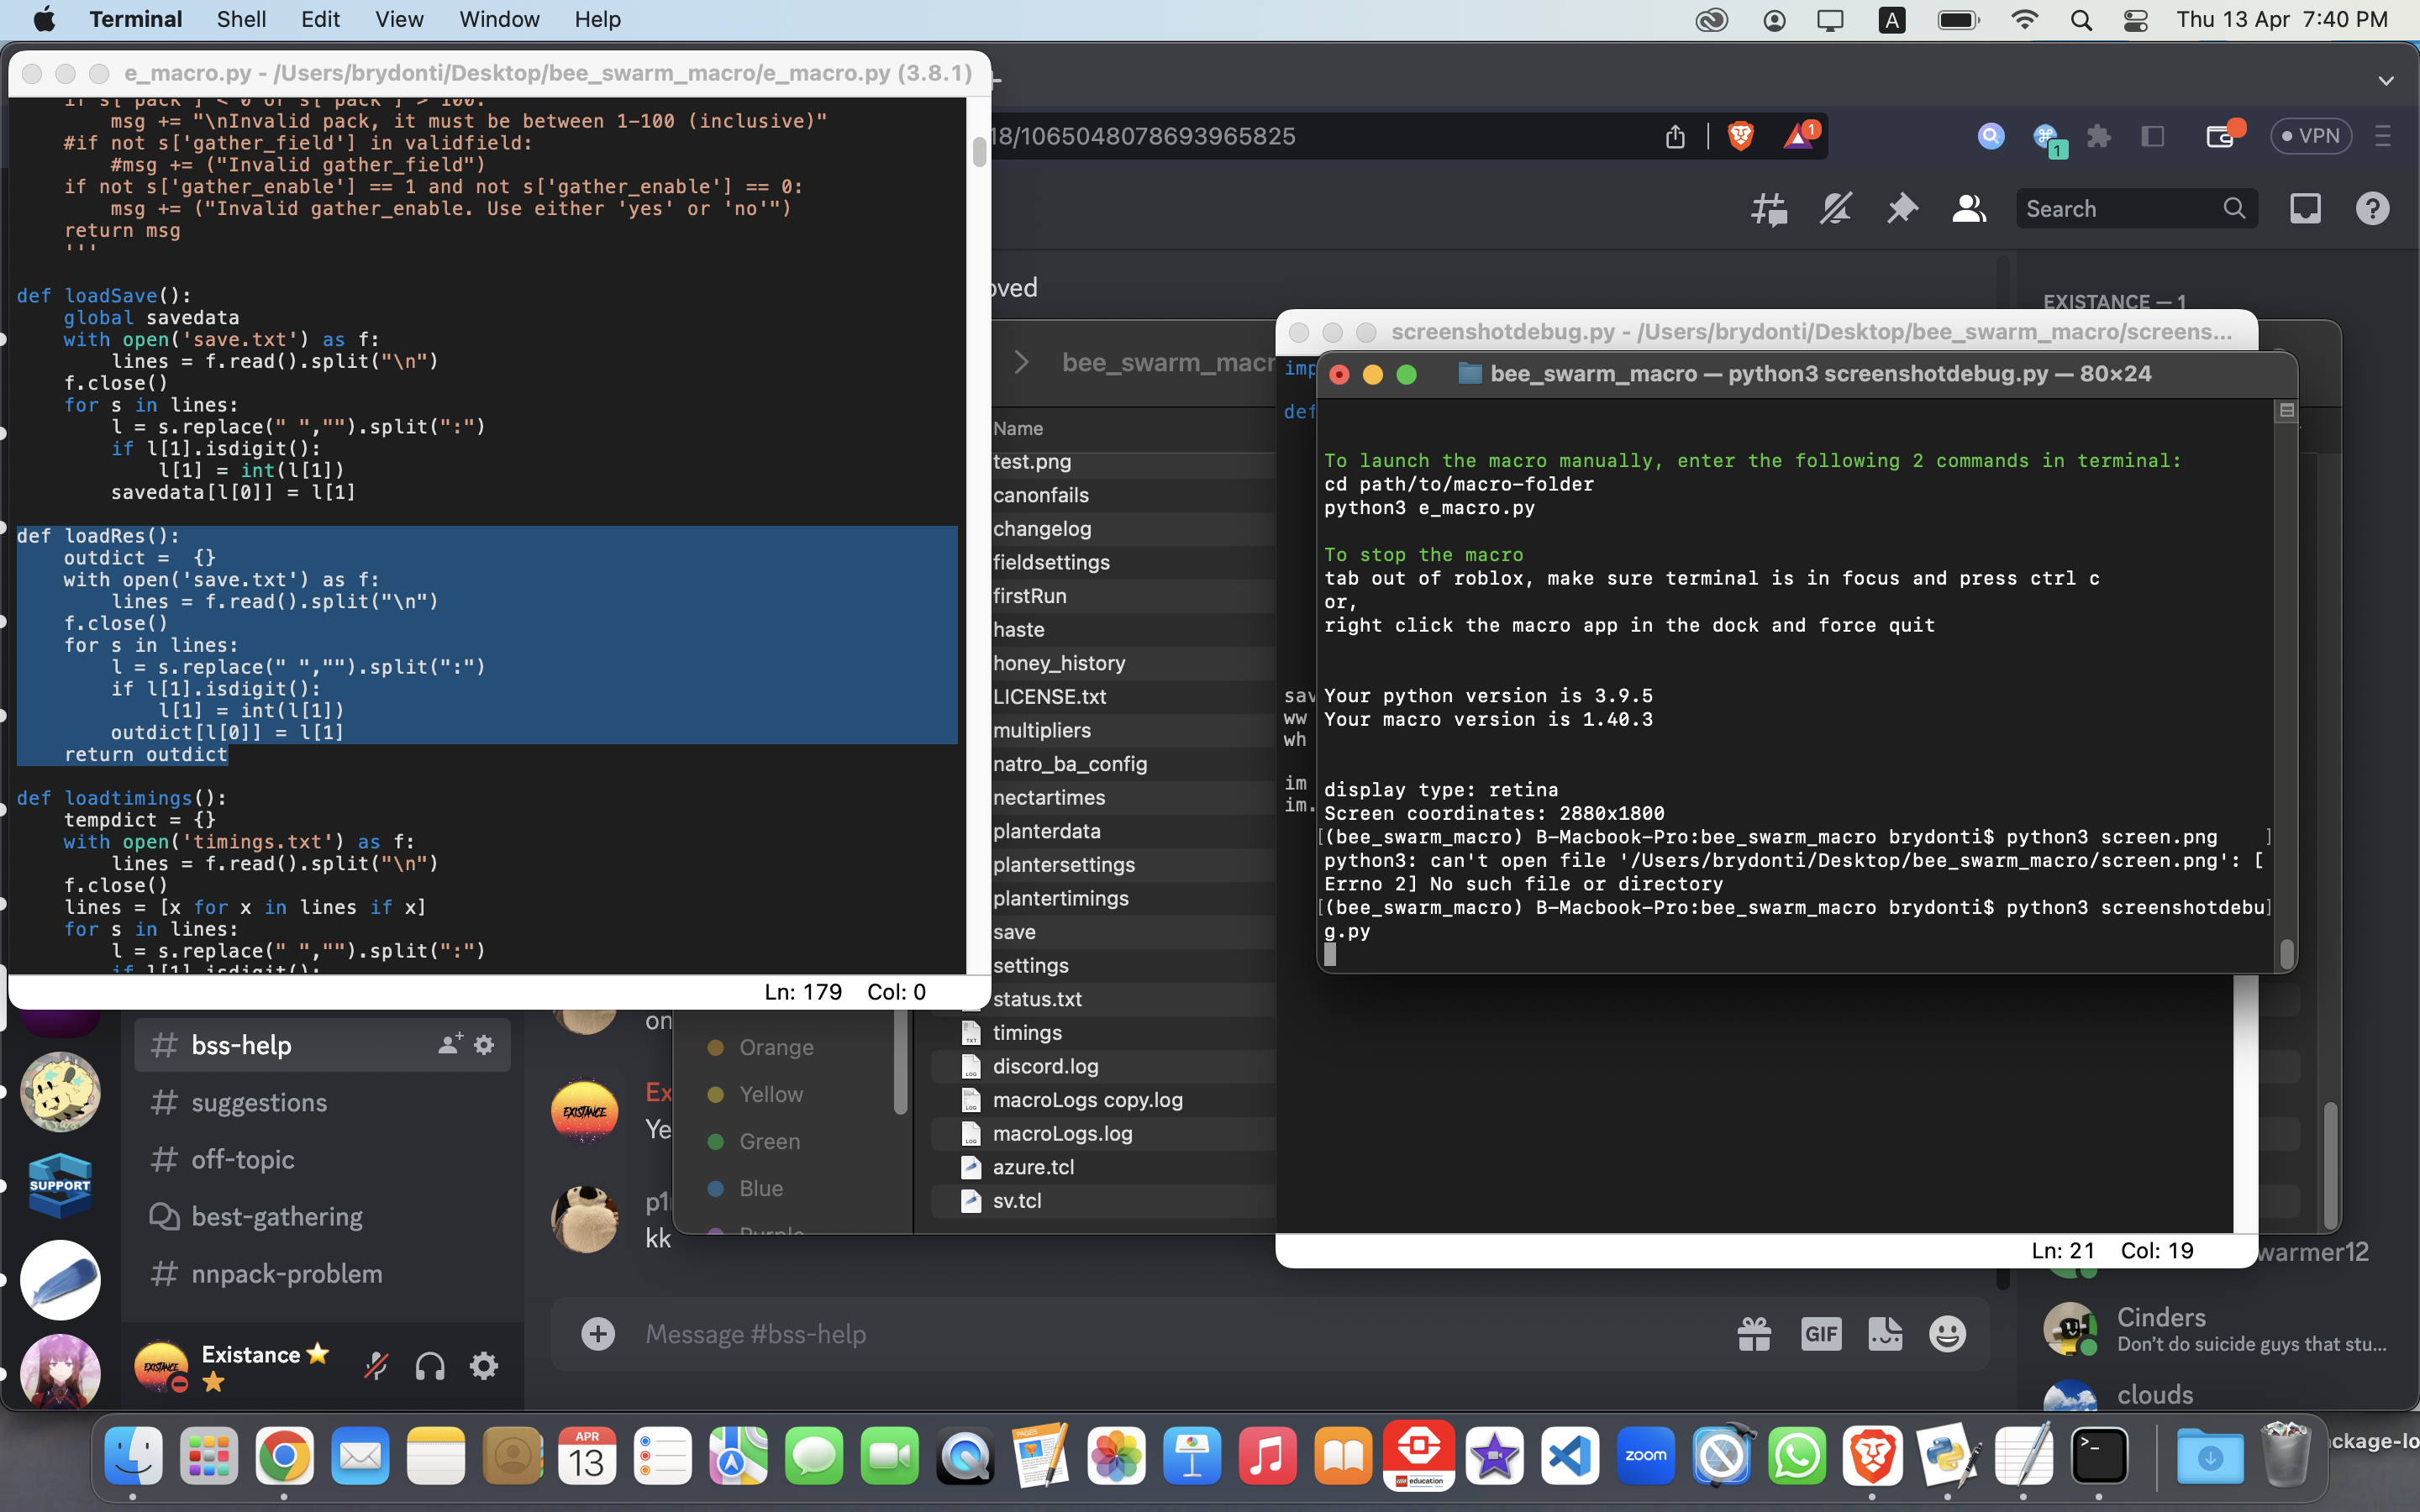 Terminal Shell Edit View Window Help
A
Thu 13 Apr 7:40 PM
e_macro.py - /Users/brydonti/Desktop/bee_swarm_macro/e_macro.py (3.8.1)
if s['pack'] < 0 or s['pack'] > 100:
msg += "\nInvalid pack, it must be between 1-100 (inclusive)"
#if not s['gather_field'] in validfield:
#msg += ("Invalid gather_field")
if not s['gather_enable'] == 1 and not s['gather_enable'] == 0:
msg += ("Invalid gather_enable. Use either 'yes' or 'no'")
return msg
'''
def loadSave():
global savedata
with open('save.txt') as f:
lines = f.read().split("\n")
f.close()
for s in lines:
l = s.replace(" ","").split(":")
if l[1].isdigit():
l[1] = int(l[1])
savedata[l[0]] = l[1]
def loadRes():
outdict =  {}
with open('save.txt') as f:
lines = f.read().split("\n")
f.close()
for s in lines:
l = s.replace(" ","").split(":")
if l[1].isdigit():
l[1] = int(l[1])
outdict[l[0]] = l[1]
return outdict
def loadtimings():
tempdict = {}
with open('timings.txt') as f:
lines = f.read().split("\n")
f.close()
lines = [x for x in lines if x]
for s in lines:
l = s.replace(" ","").split(":")
if l[1].isdigit():
Ln: 179 Col: 0
18/1065048078693965825
1
1
VPN
Search
oved
EXISTANCE — 1
bee_swarm_macr
Name
test.png
canonfails
changelog
fieldsettings
firstRun
haste
honey_history
LICENSE.txt
multipliers
natro_ba_config
nectartimes
planterdata
plantersettings
plantertimings
save
settings
status.txt
timings
discord.log
macroLogs copy.log
macroLogs.log
azure.tcl
sv.tcl
Orange
Yellow
Green
Blue
Purple
screenshotdebug.py - /Users/brydonti/Desktop/bee_swarm_macro/screens...
imp
def
sav
ww
wh
im
im.
Ln: 21 Col: 19
bee_swarm_macro — python3 screenshotdebug.py — 80×24
To launch the macro manually, enter the following 2 commands in terminal:
cd path/to/macro-folder
python3 e_macro.py
To stop the macro
tab out of roblox, make sure terminal is in focus and press ctrl c
or,
right click the macro app in the dock and force quit
Your python version is 3.9.5
Your macro version is 1.40.3
display type: retina
Screen coordinates: 2880x1800
[(bee_swarm_macro) B-Macbook-Pro:bee_swarm_macro brydonti$ python3 screen.png ]
python3: can't open file '/Users/brydonti/Desktop/bee_swarm_macro/screen.png': [
Errno 2] No such file or directory
[(bee_swarm_macro) B-Macbook-Pro:bee_swarm_macro brydonti$ python3 screenshotdebu]
g.py
bss-help
suggestions
off-topic
best-gathering
nnpack-problem
SUPPORT
Existance
EXISTANCE
on
Ex
Ye
EXISTANCE
p1
kk
Message #bss-help
GIF
warmer12
Cinders
Don't do suicide guys that stu...
clouds
APR
13
PAGES
education
zoom
ckage-lo